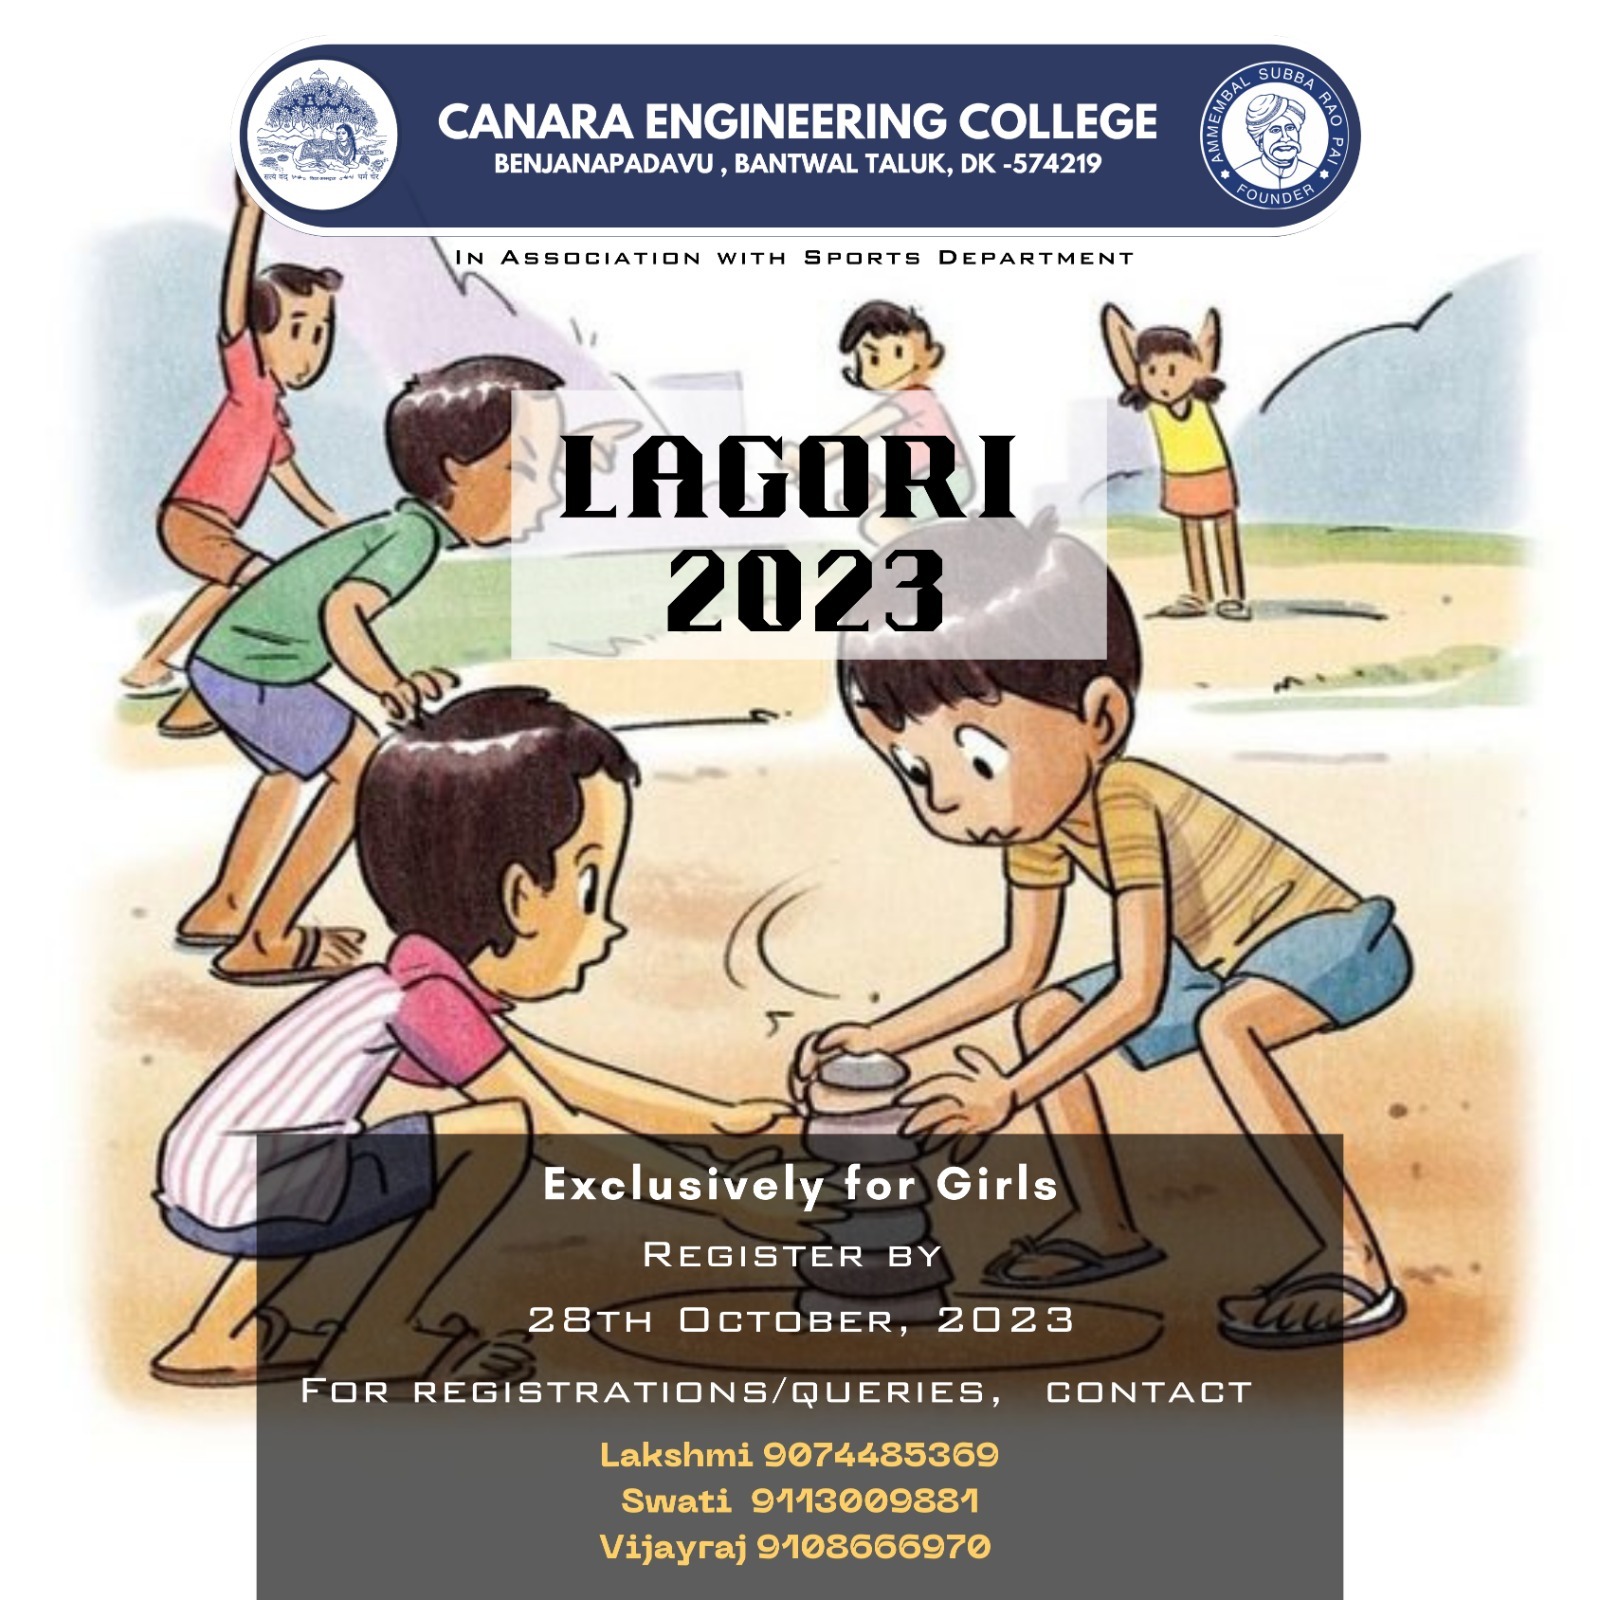 CANARA ENGINEERING COLLEGE
BENJANAPADAVU , BANTWAL TALUK, DK -574219
AMMEMBAL SUBBA RAO PAI
FOUNDER
IN ASSOCIATION WITH SPORTS DEPARTMENT
LAGORI
2023
Exclusively for Girls
REGISTER BY
28TH OCTOBER, 2023
FOR REGISTRATIONS/QUERIES, CONTACT
Lakshmi 9074485369
Swati 9113009881
Vijayraj 9108666970